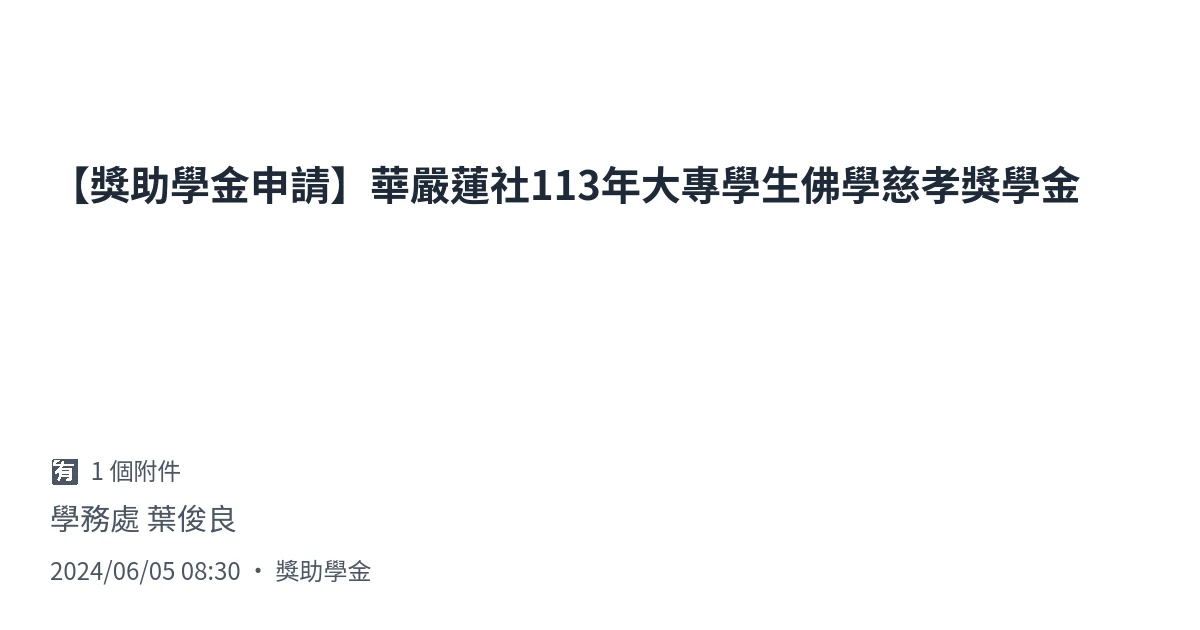 【獎助學金申請】華嚴蓮社113年大專學生佛學慈孝獎學金
🈶 1 個附件
學務處 葉俊良
2024/06/05 08:30 · 獎助學金